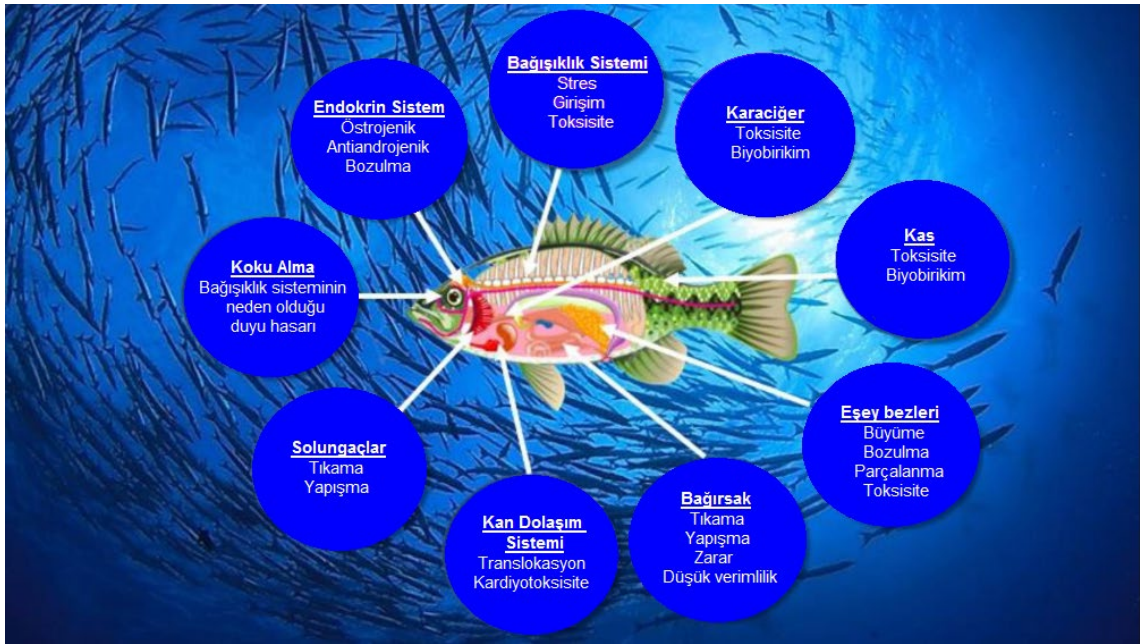 Bağışıklık Sistemi
Stres
Girişim
Toksisite
Endokrin Sistem
Östrojenik
Antiandrojenik
Bozulma
Karaciğer
Toksisite
Biyobirikim
Kas
Toksisite
Biyobirikim
Koku Alma
Bağışıklık sisteminin
neden olduğu
duyu hasarı
Eşey bezleri
Büyüme
Bozulma
Parçalanma
Toksisite
Solungaçlar
Tıkama
Yapışma
Bağırsak
Tıkama
Yapışma
Zarar
Düşük verimlilik
Kan Dolaşım
Sistemi
Translokasyon
Kardiyotoksisite